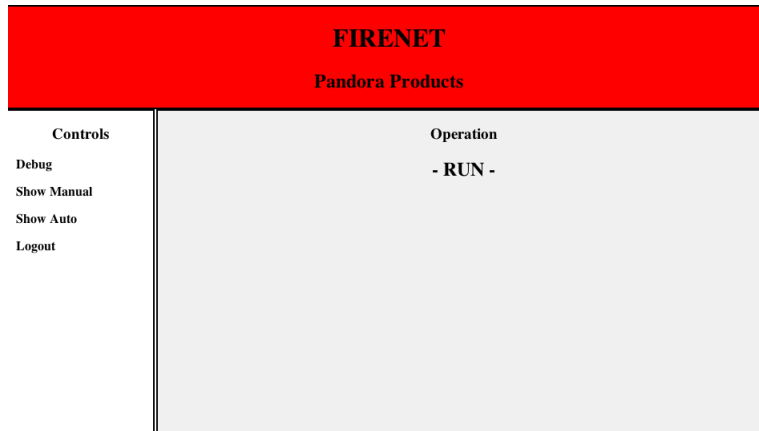 FIRENET
Pandora Products
Controls
Debug
Show Manual
Show Auto
Logout
Operation
- RUN -